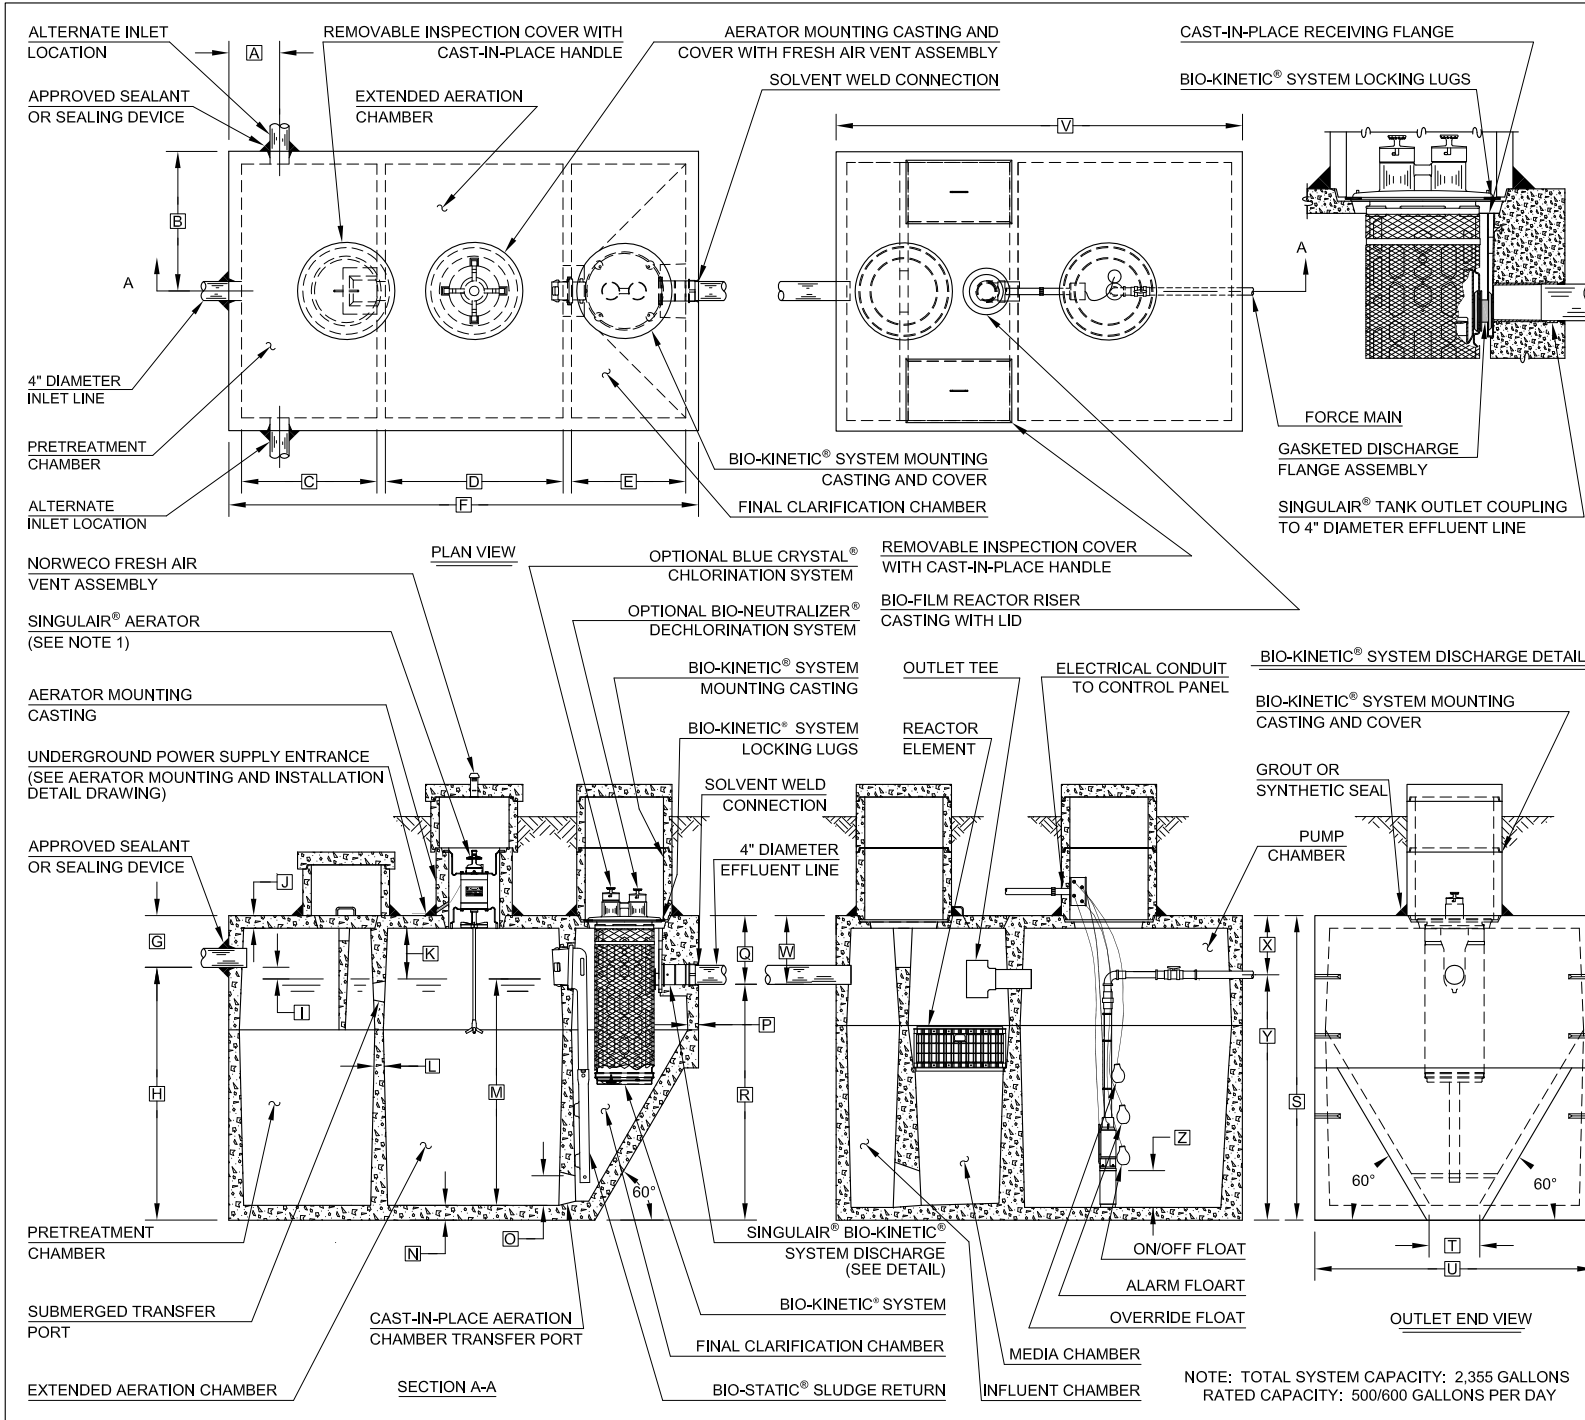 ALTERNATE INLET
LOCATION
A
REMOVABLE INSPECTION COVER WITH
CAST-IN-PLACE HANDLE
AERATOR MOUNTING CASTING AND
COVER WITH FRESH AIR VENT ASSEMBLY
CAST-IN-PLACE RECEIVING FLANGE
APPROVED SEALANT
OR SEALING DEVICE
EXTENDED AERATION
CHAMBER
SOLVENT WELD CONNECTION
BIO-KINETIC® SYSTEM LOCKING LUGS
V
B
A
A
4" DIAMETER
INLET LINE
PRETREATMENT
CHAMBER
ALTERNATE
INLET LOCATION
C
D
E
F
BIO-KINETIC® SYSTEM MOUNTING
CASTING AND COVER
FINAL CLARIFICATION CHAMBER
FORCE MAIN
GASKETED DISCHARGE
FLANGE ASSEMBLY
SINGULAIR® TANK OUTLET COUPLING
TO 4" DIAMETER EFFLUENT LINE
PLAN VIEW
NORWECO FRESH AIR
VENT ASSEMBLY
OPTIONAL BLUE CRYSTAL®
CHLORINATION SYSTEM
REMOVABLE INSPECTION COVER
WITH CAST-IN-PLACE HANDLE
SINGULAIR® AERATOR
(SEE NOTE 1)
OPTIONAL BIO-NEUTRALIZER®
DECHLORINATION SYSTEM
BIO-FILM REACTOR RISER
CASTING WITH LID
BIO-KINETIC® SYSTEM DISCHARGE DETAIL
AERATOR MOUNTING
CASTING
BIO-KINETIC® SYSTEM
MOUNTING CASTING
OUTLET TEE
ELECTRICAL CONDUIT
TO CONTROL PANEL
BIO-KINETIC® SYSTEM MOUNTING
CASTING AND COVER
UNDERGROUND POWER SUPPLY ENTRANCE
(SEE AERATOR MOUNTING AND INSTALLATION
DETAIL DRAWING)
BIO-KINETIC® SYSTEM
LOCKING LUGS
REACTOR
ELEMENT
GROUT OR
SYNTHETIC SEAL
SOLVENT WELD
CONNECTION
APPROVED SEALANT
OR SEALING DEVICE
4" DIAMETER
EFFLUENT LINE
PUMP
CHAMBER
J
G
K
I
Q
W
X
P
L
H
M
R
Y
S
Z
60°
60°
60°
N
O
T
U
PRETREATMENT
CHAMBER
SINGULAIR® BIO-KINETIC®
SYSTEM DISCHARGE
(SEE DETAIL)
ON/OFF FLOAT
ALARM FLOART
OVERRIDE FLOAT
SUBMERGED TRANSFER
PORT
CAST-IN-PLACE AERATION
CHAMBER TRANSFER PORT
BIO-KINETIC® SYSTEM
FINAL CLARIFICATION CHAMBER
MEDIA CHAMBER
OUTLET END VIEW
EXTENDED AERATION CHAMBER
SECTION A-A
BIO-STATIC® SLUDGE RETURN
INFLUENT CHAMBER
NOTE: TOTAL SYSTEM CAPACITY: 2,355 GALLONS
RATED CAPACITY: 500/600 GALLONS PER DAY